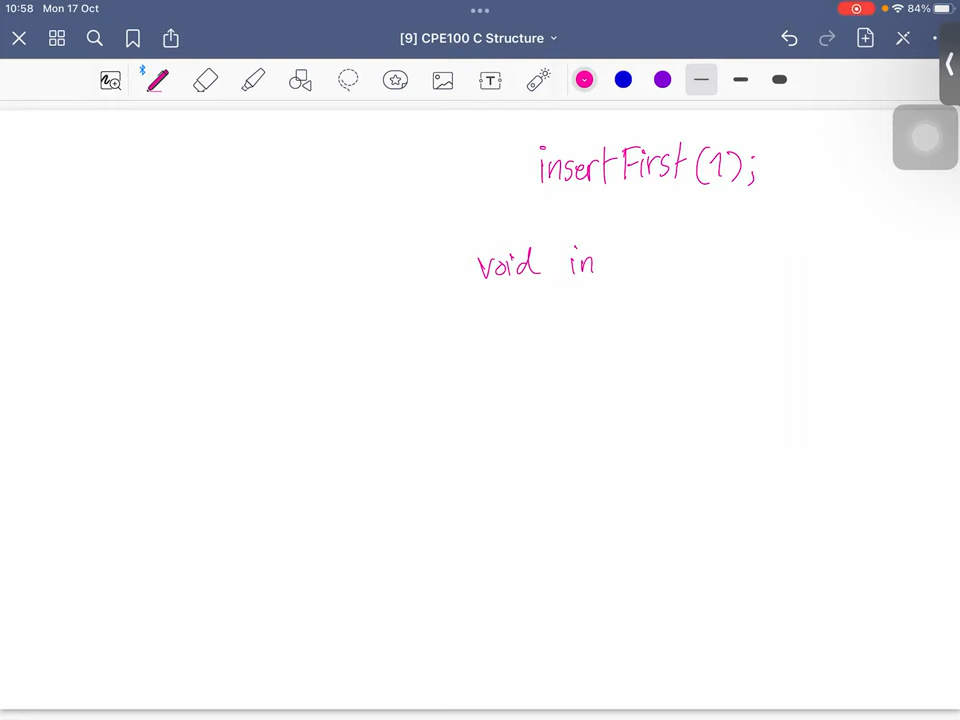 10:58 Mon 17 Oct 84%
[9] CPE100 C Structure
insertFirst(1);
void in